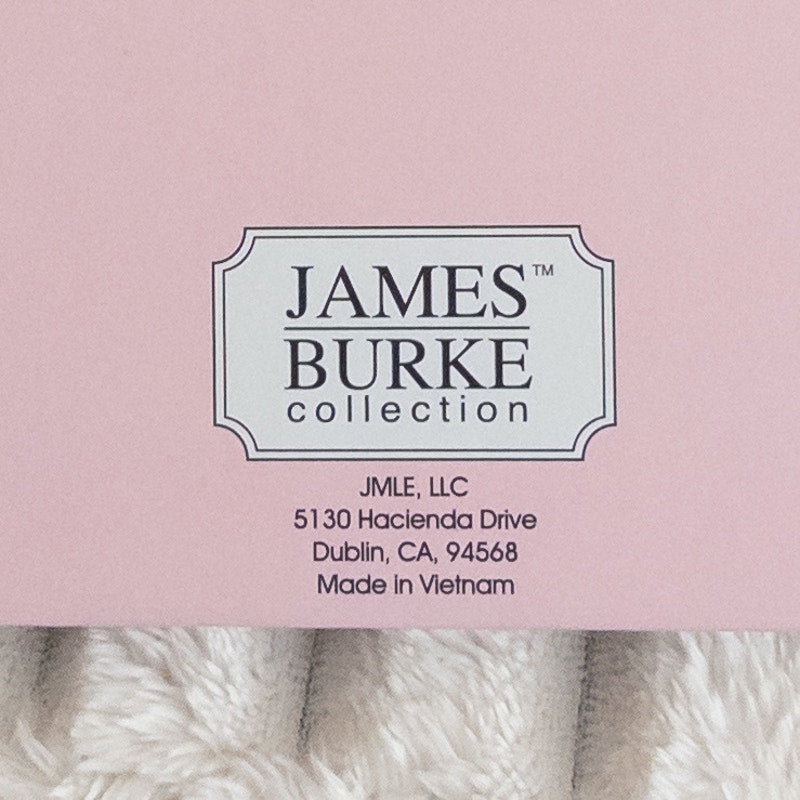 JAMES™
BURKE
collection
JMLE, LLC
5130 Hacienda Drive
Dublin, CA, 94568
Made in Vietnam